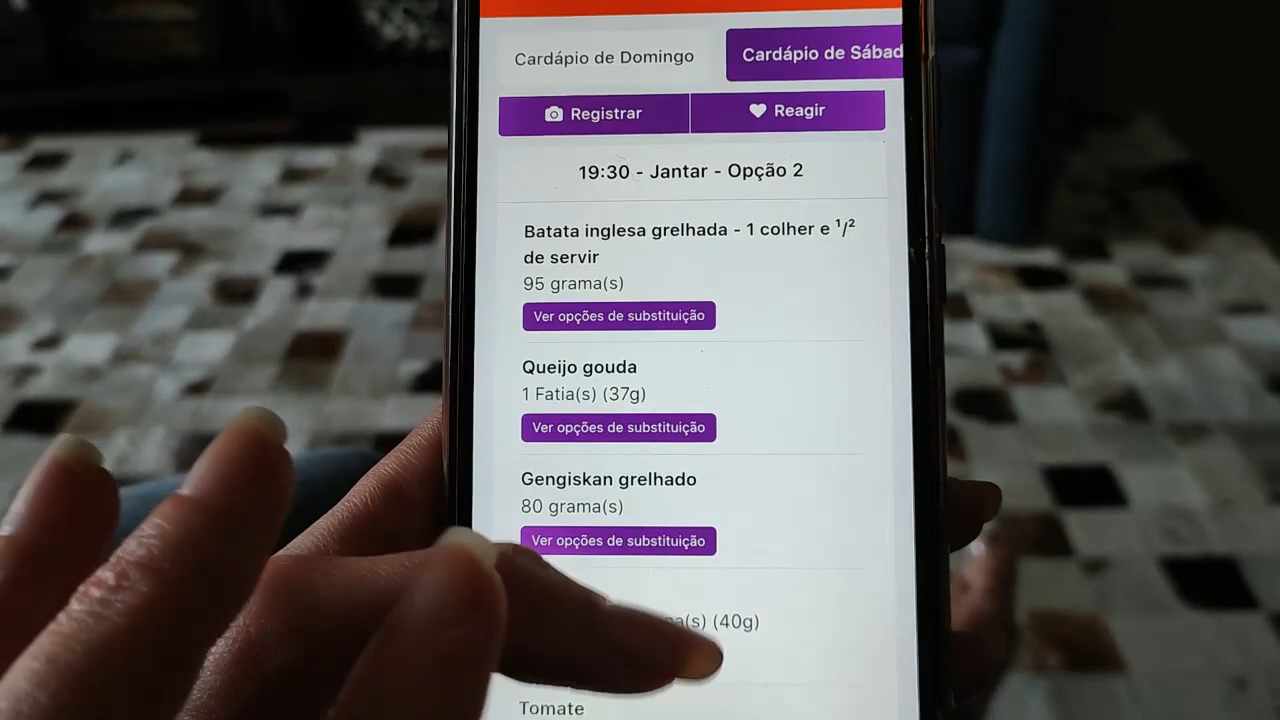 Cardápio de Domingo
Cardápio de Sábad
Registrar
Reagir
19:30 - Jantar - Opção 2
Batata inglesa grelhada - 1 colher e ¹/²
de servir
95 grama(s)
Ver opções de substituição
Queijo gouda
1 Fatia(s) (37g)
Ver opções de substituição
Gengiskan grelhado
80 grama(s)
Ver opções de substituição
(40g)
Tomate